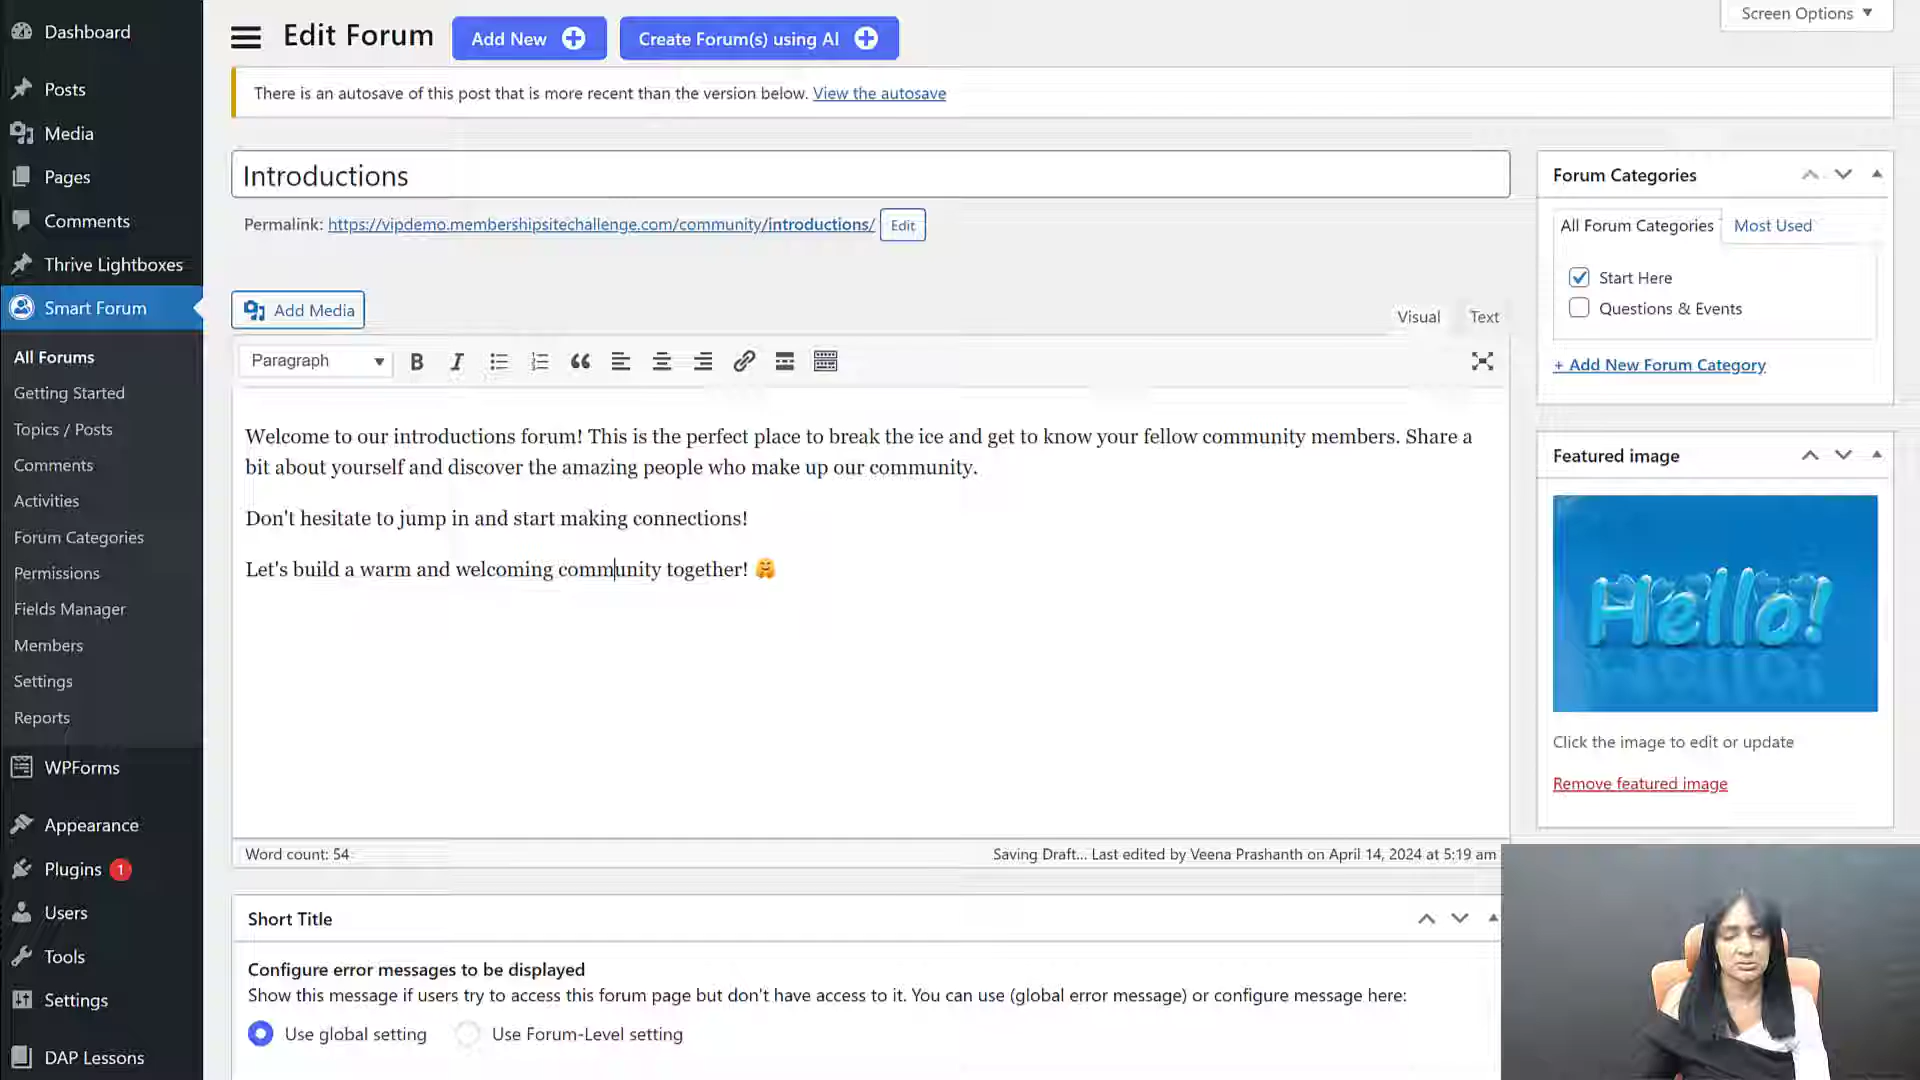 Dashboard
Posts
Media
Pages
Comments
Thrive Lightboxes
Smart Forum
All Forums
Getting Started
Topics / Posts
Comments
Activities
Forum Categories
Permissions
Fields Manager
Members
Settings
Reports
WPForms
Appearance
Plugins 1
Users
Tools
Settings
DAP Lessons
Edit Forum
Add New
Create Forum(s) using AI
Screen Options
There is an autosave of this post that is more recent than the version below. View the autosave
Introductions
Permalink: https://vipdemo.membershipsitechallenge.com/community/introductions/ Edit
Add Media
Visual Text
Paragraph
Welcome to our introductions forum! This is the perfect place to break the ice and get to know your fellow community members. Share a
bit about yourself and discover the amazing people who make up our community.
Don't hesitate to jump in and start making connections!
Let's build a warm and welcoming community together! 🤗
Word count: 54
Saving Draft... Last edited by Veena Prashanth on April 14, 2024 at 5:19 am
Short Title
Configure error messages to be displayed
Show this message if users try to access this forum page but don't have access to it. You can use (global error message) or configure message here:
Use global setting Use Forum-Level setting
Forum Categories
All Forum Categories Most Used
Start Here
Questions & Events
+ Add New Forum Category
Featured image
Hello!
Click the image to edit or update
Remove featured image